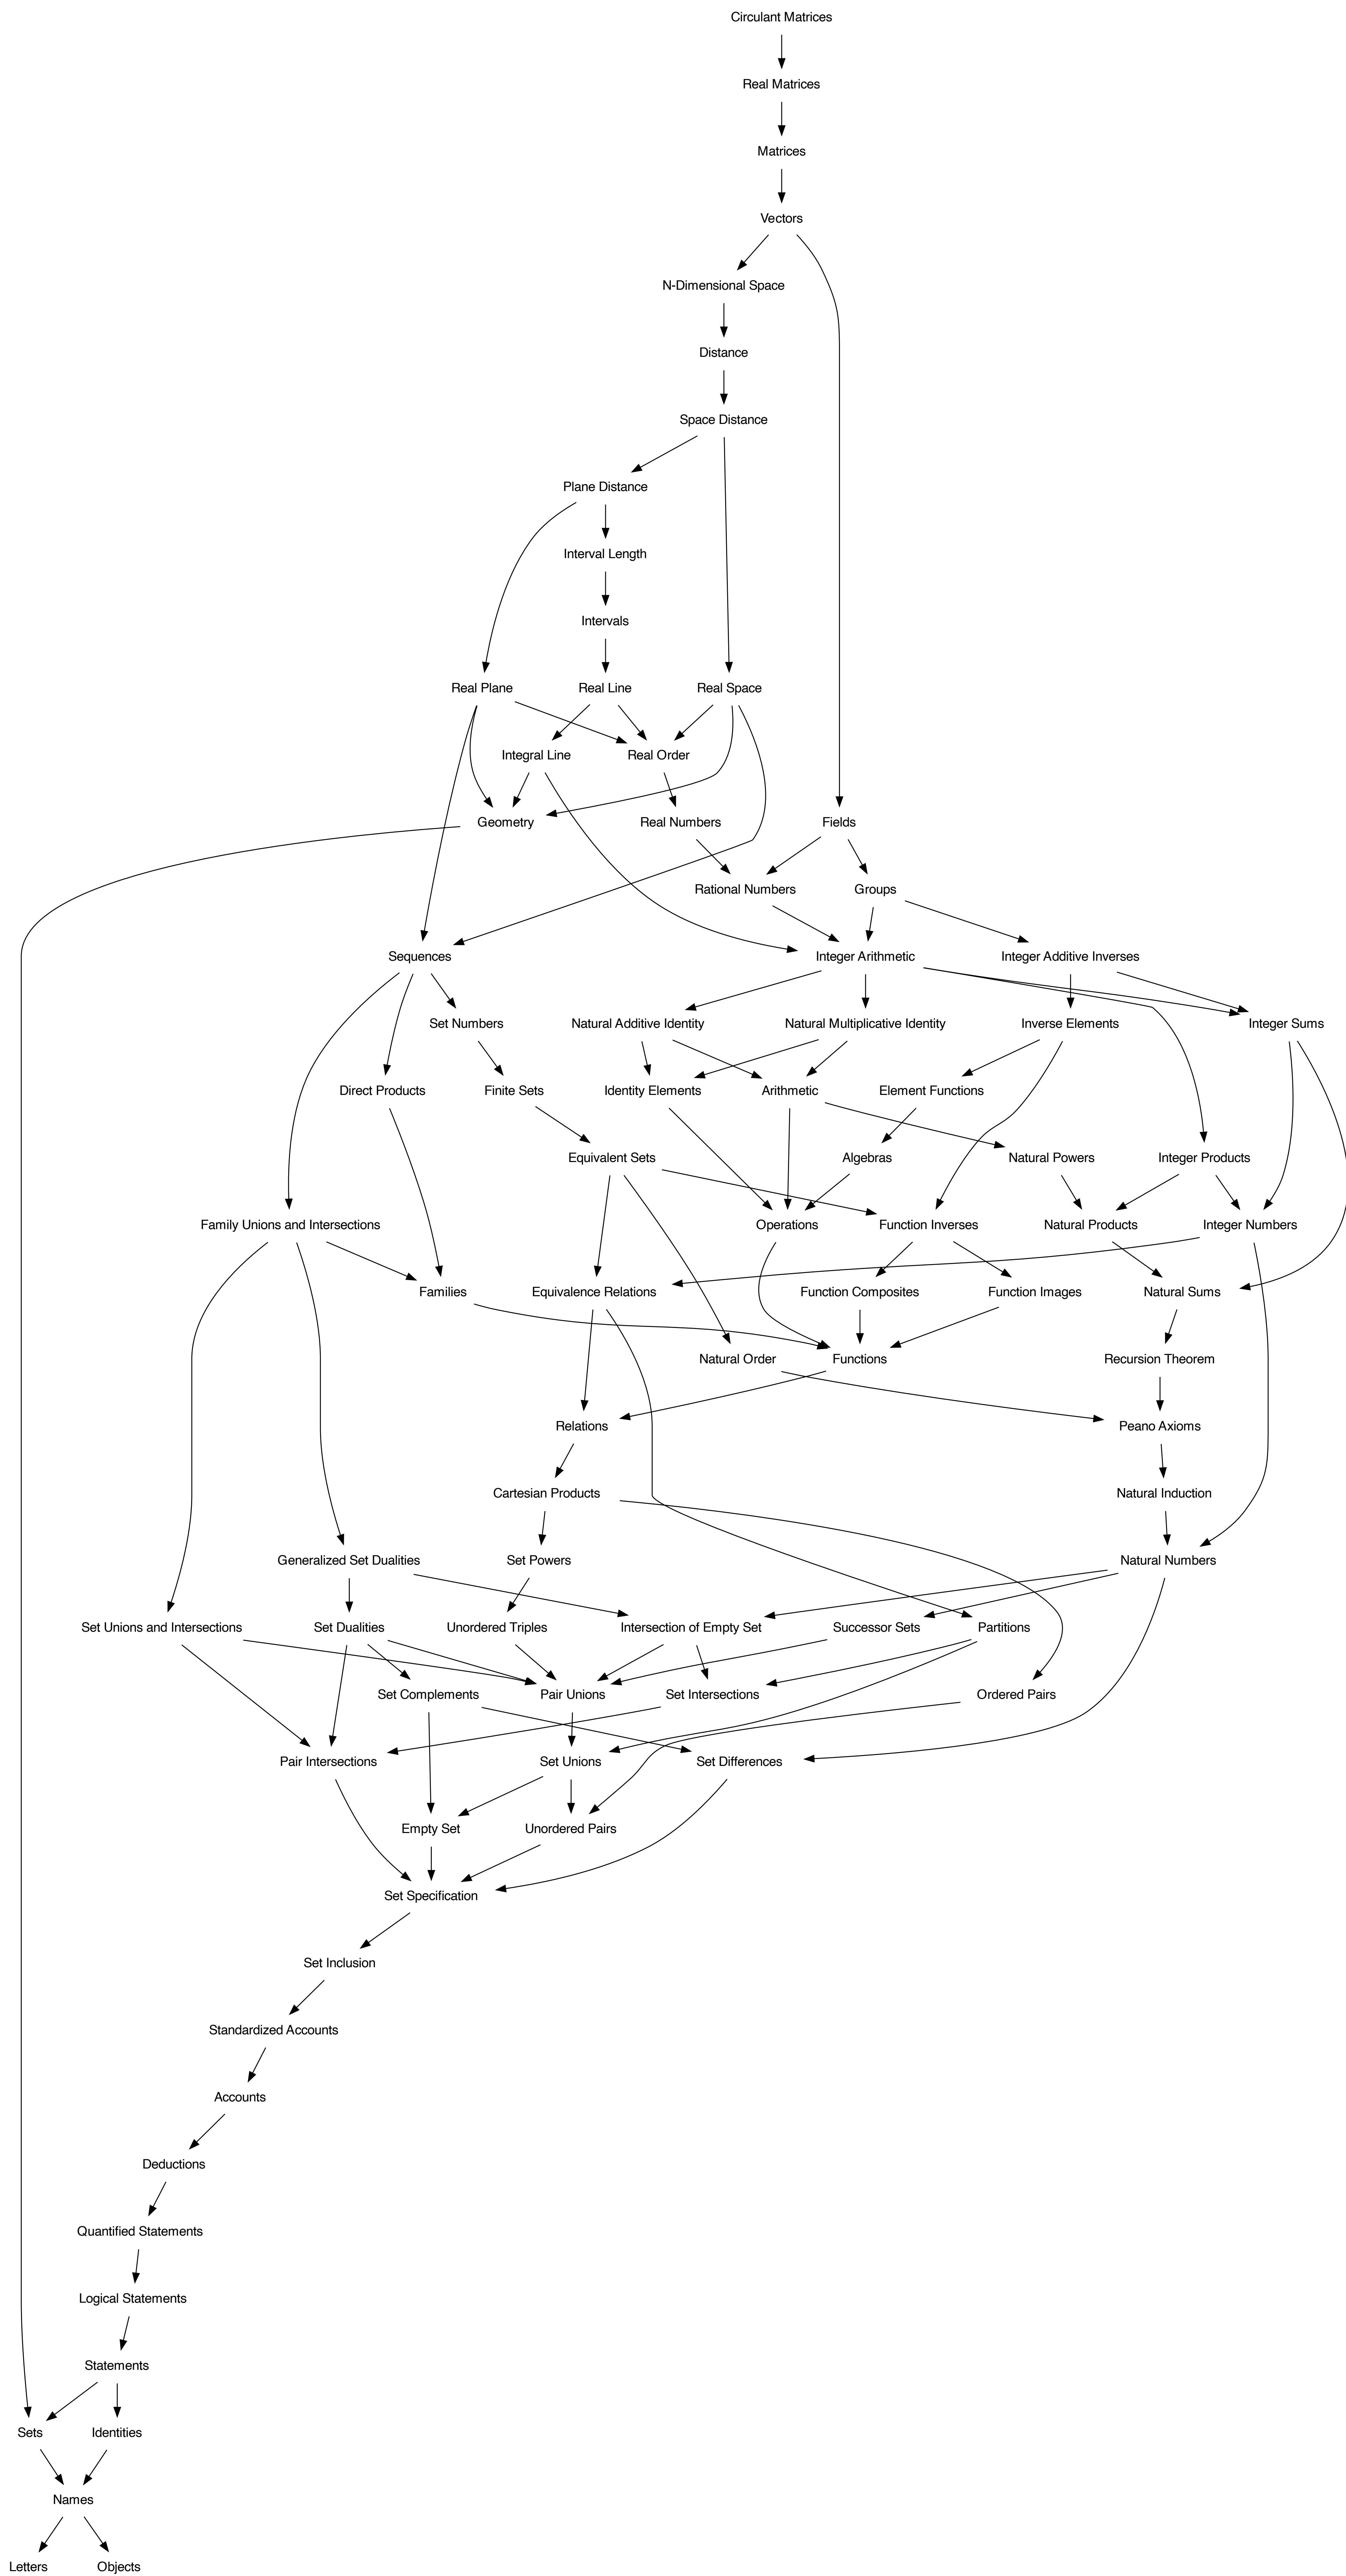 Circulant Matrices
Real Matrices
Matrices
Vectors
N-Dimensional Space
Distance
Space Distance
Plane Distance
Interval Length
Intervals
Real Plane
Real Line
Real Space
Integral Line
Real Order
Geometry
Real Numbers
Fields
Rational Numbers
Groups
Sequences
Integer Arithmetic
Integer Additive Inverses
Set Numbers
Natural Additive Identity
Natural Multiplicative Identity
Inverse Elements
Integer Sums
Direct Products
Finite Sets
Identity Elements
Arithmetic
Element Functions
Equivalent Sets
Algebras
Natural Powers
Integer Products
Family Unions and Intersections
Operations
Function Inverses
Natural Products
Integer Numbers
Families
Equivalence Relations
Function Composites
Function Images
Natural Sums
Natural Order
Functions
Recursion Theorem
Relations
Peano Axioms
Cartesian Products
Natural Induction
Generalized Set Dualities
Set Powers
Natural Numbers
Set Unions and Intersections
Set Dualities
Unordered Triples
Intersection of Empty Set
Successor Sets
Partitions
Set Complements
Pair Unions
Set Intersections
Ordered Pairs
Pair Intersections
Set Unions
Set Differences
Empty Set
Unordered Pairs
Set Specification
Set Inclusion
Standardized Accounts
Accounts
Deductions
Quantified Statements
Logical Statements
Statements
Sets
Identities
Names
Letters
Objects